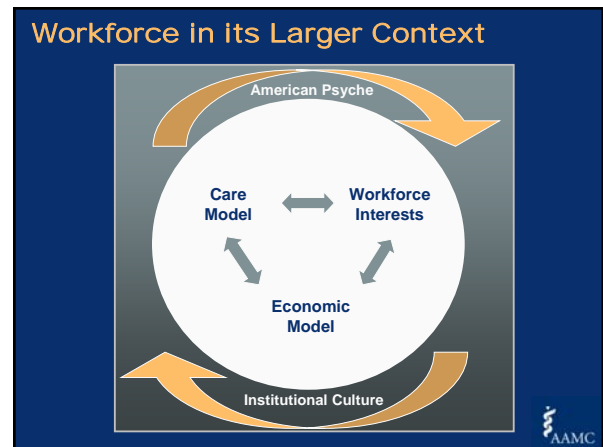 Workforce in its Larger Context
American Psyche
Care
Model
Workforce
Interests
Economic
Model
Institutional Culture
AAMC